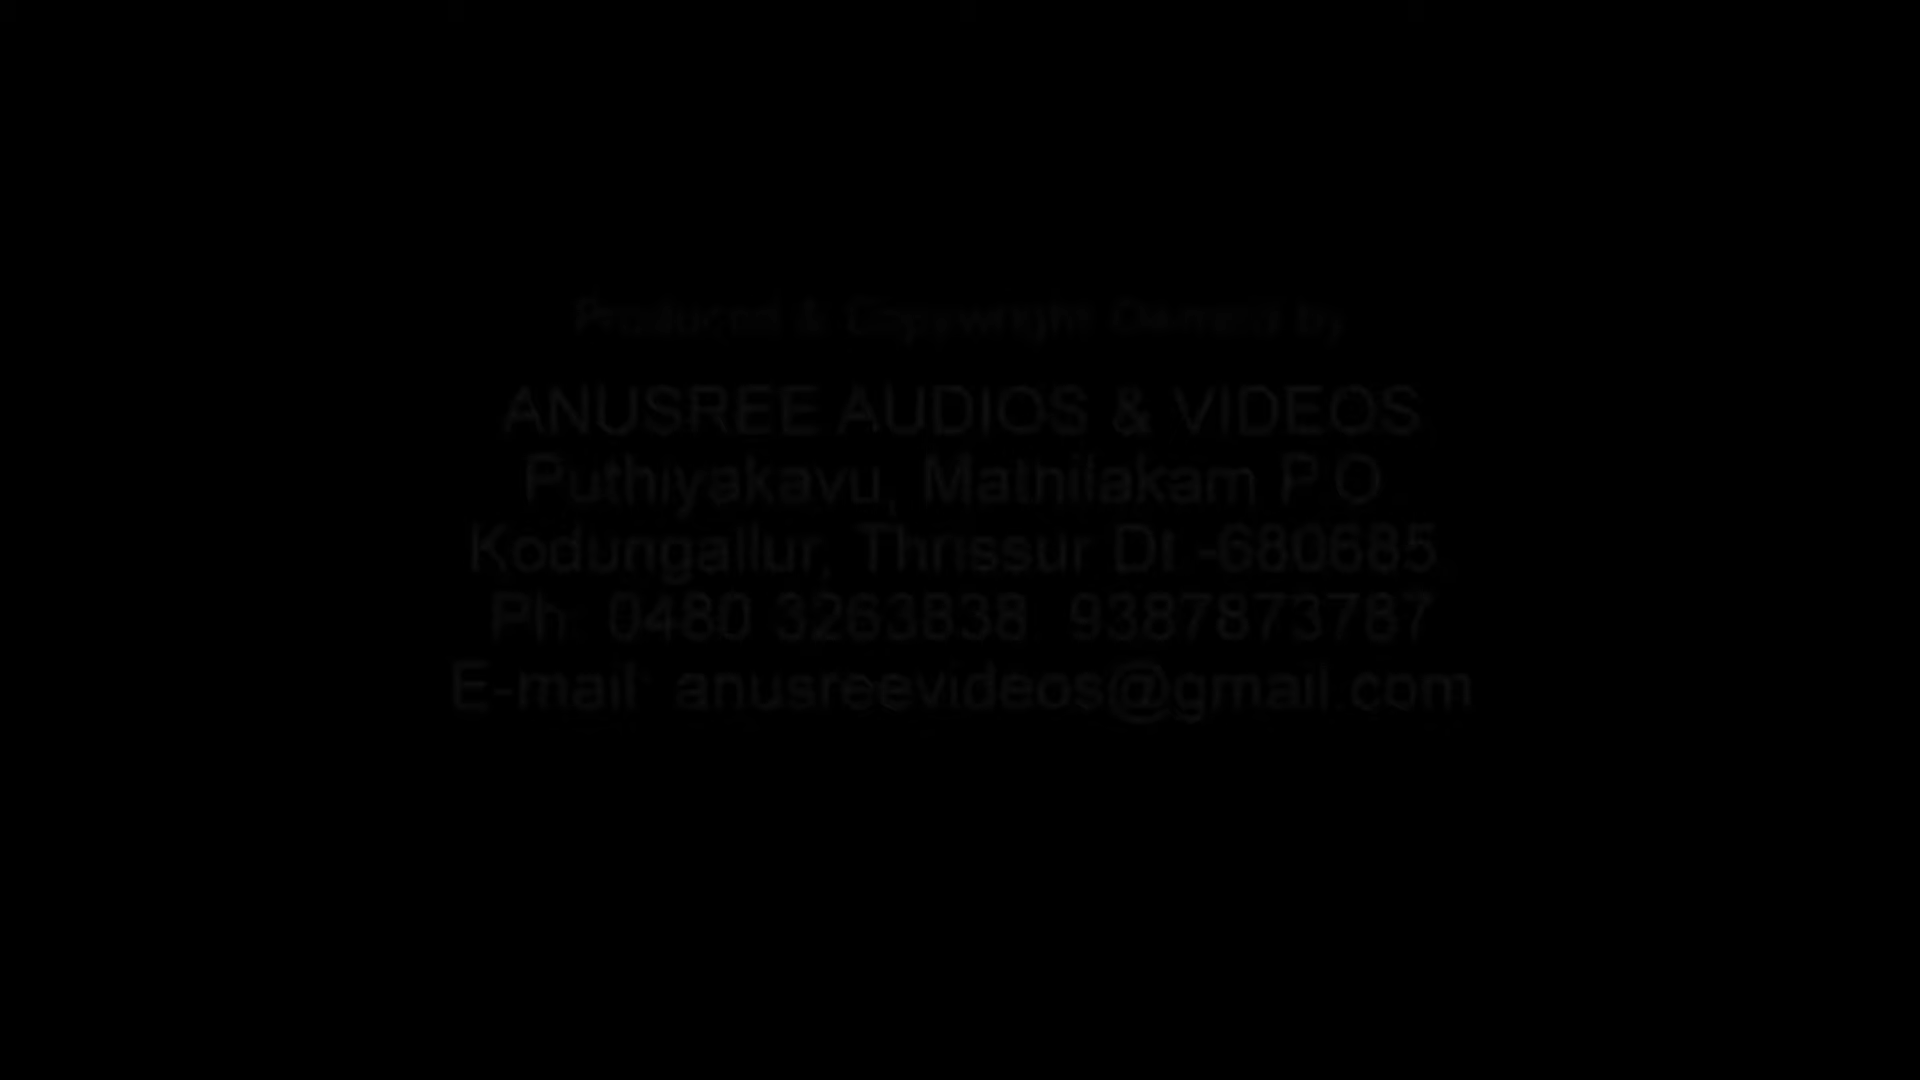 Produced & Copywright Owners by
ANUSREE AUDIOS & VIDEOS
Puthiyakavu, Mathilakam P.O
Kodungallur, Thrissur Dt.-680685
Ph: 0480 3263838, 9387873787
E-mail: anusreevideos@gmail.com